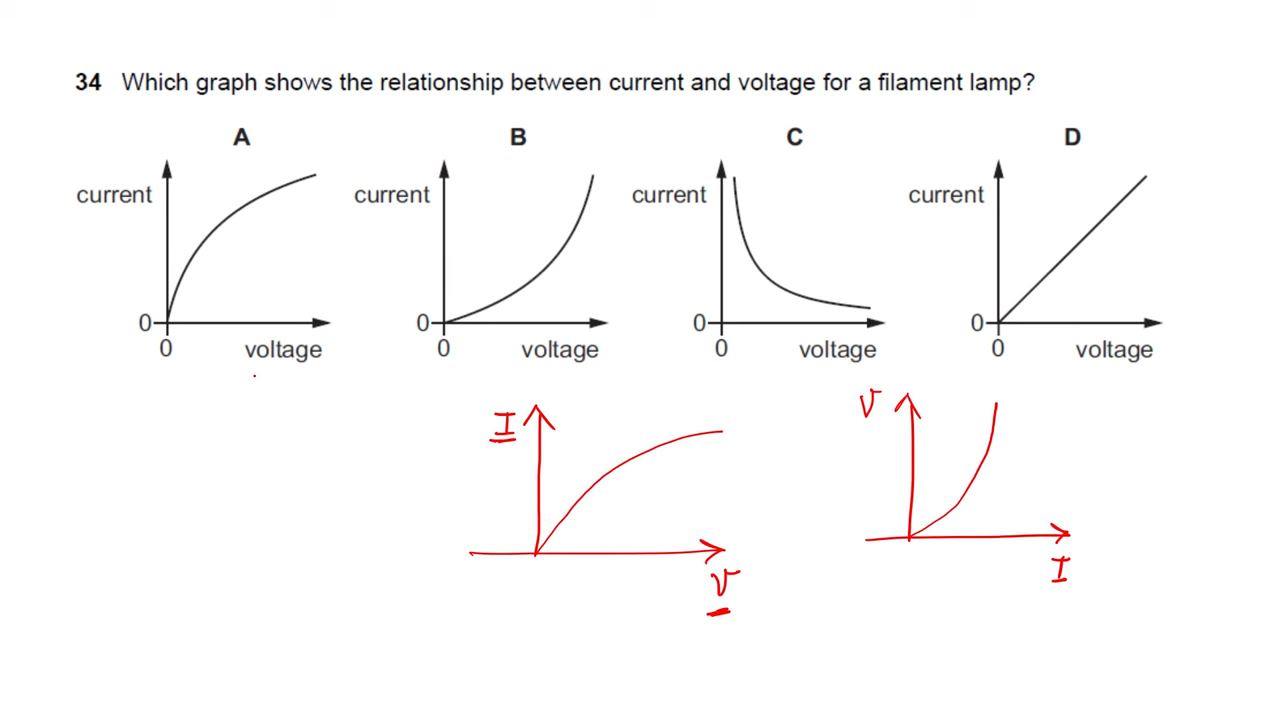 34 Which graph shows the relationship between current and voltage for a filament lamp?
A B C D
current current current current
0 0 0 0
0 0 0 0
voltage voltage voltage voltage
I V
V I